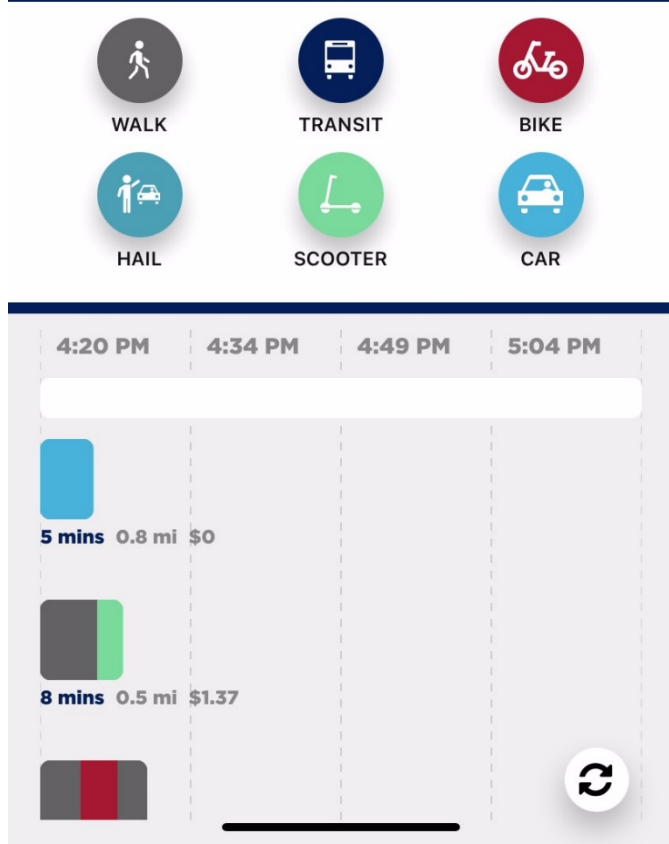 WALK TRANSIT BIKE
HAIL SCOOTER CAR
4:20 PM 4:34 PM 4:49 PM 5:04 PM
5 mins 0.8 mi $0
8 mins 0.5 mi $1.37